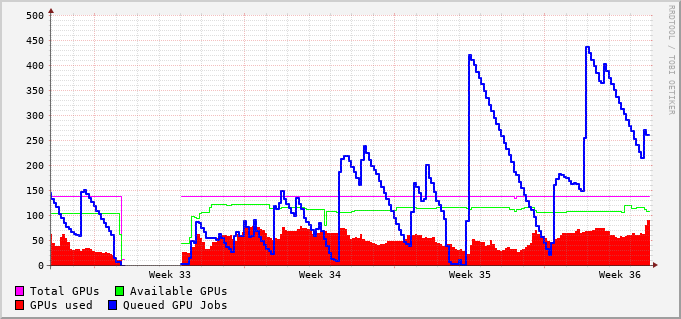 500
450
400
350
300
250
200
150
100
50
0
Week 33 Week 34 Week 35 Week 36
Total GPUs Available GPUs
GPUs used Queued GPU Jobs
RRDTOOL / TOBI OETIKER